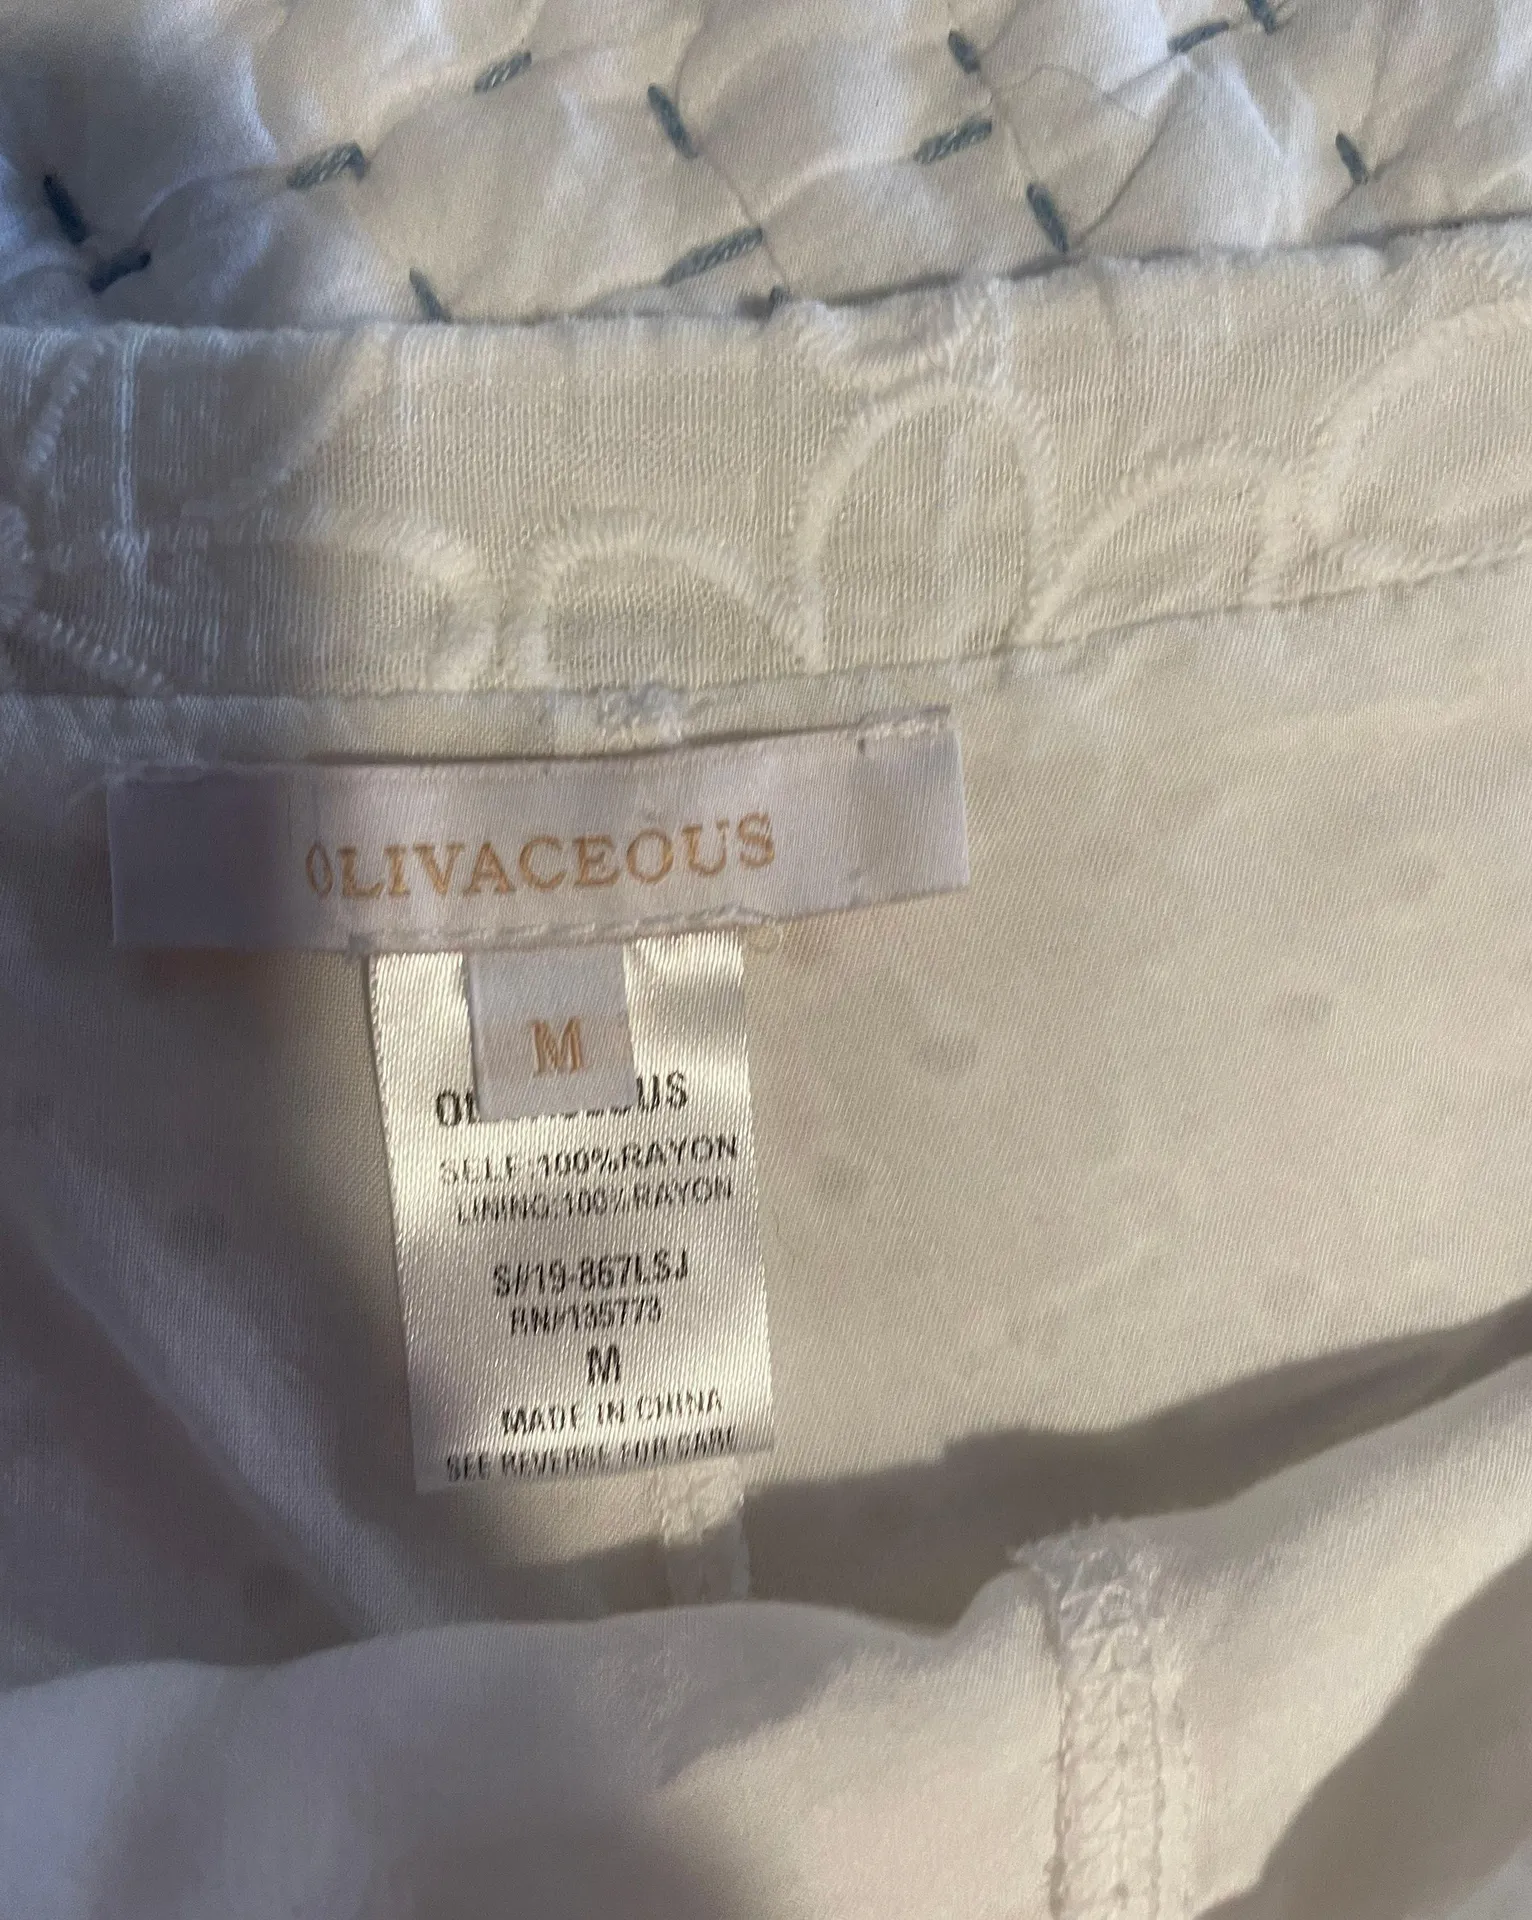 OLIVACEOUS
M
SELF:100%RAYON
LINING:100%RAYON
S#19-867LSJ
RN#135773
M
MADE IN CHINA
SEE REVERSE FOR CARE